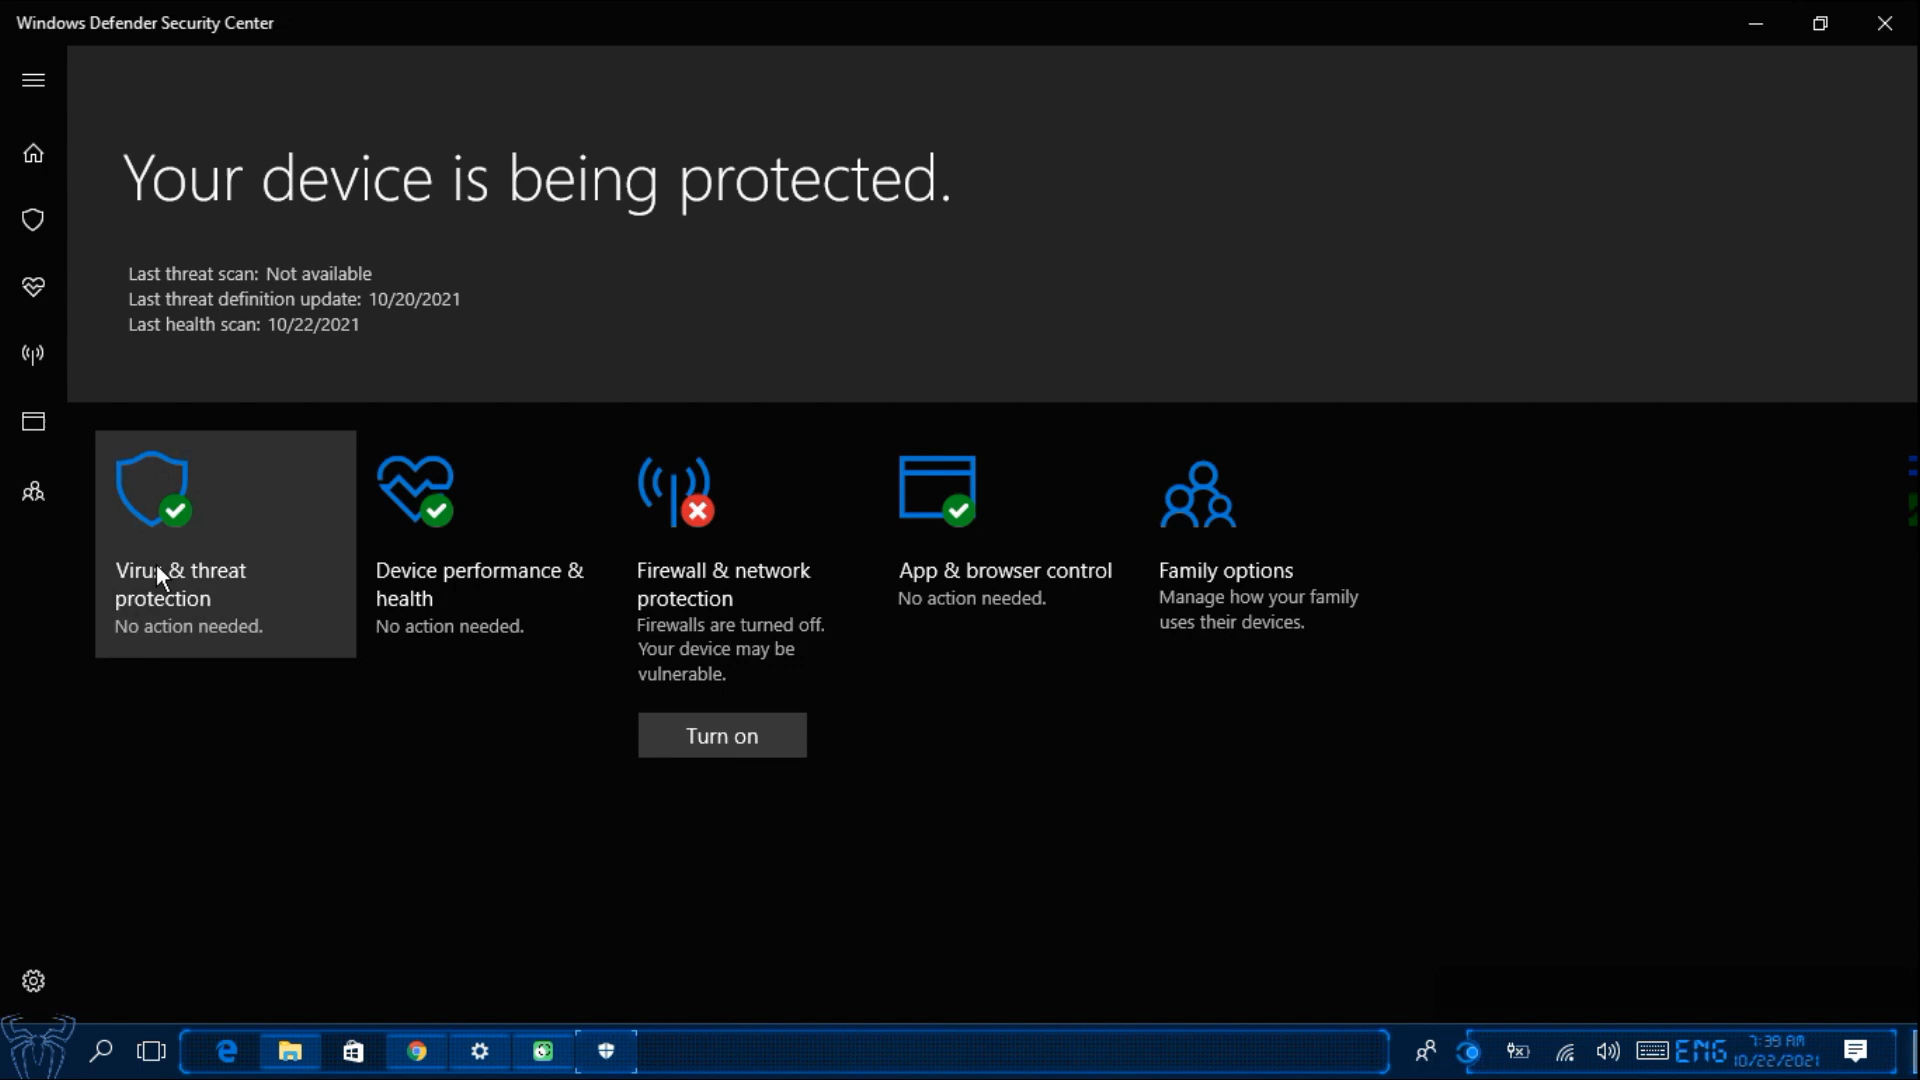 Windows Defender Security Center
Your device is being protected.
Last threat scan: Not available
Last threat definition update: 10/20/2021
Last health scan: 10/22/2021
Virus & threat
protection
No action needed.
Device performance &
health
No action needed.
Firewall & network
protection
Firewalls are turned off.
Your device may be
vulnerable.
Turn on
App & browser control
No action needed.
Family options
Manage how your family
uses their devices.
ENG
7:39 AM
10/22/2021